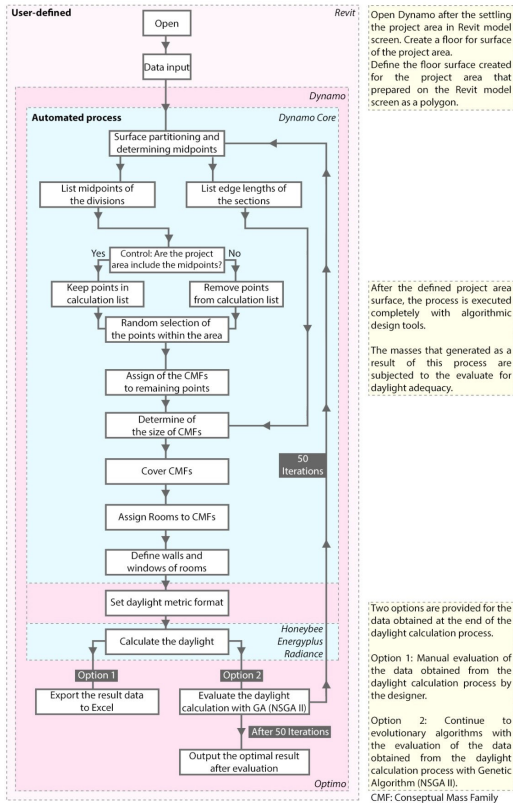 User-defined
Revit
Open
Data input
Dynamo
Automated process
Dynamo Core
Surface partitioning and
determining midpoints
List midpoints of
the divisions
List edge lengths of
the sections
Yes
Control: Are the project
area include the midpoints?
No
Keep points in
calculation list
Remove points
from calculation list
Random selection of
the points within the area
Assign of the CMFs
to remaining points
Determine of
the size of CMFs
50
Iterations
Cover CMFs
Assign Rooms to CMFs
Define walls and
windows of rooms
Set daylight metric format
Calculate the daylight
Honeybee
Energyplus
Radiance
Option 1
Option 2
Export the result data
to Excel
Evaluate the daylight
calculation with GA (NSGA II)
After 50 Iterations
Output the optimal result
after evaluation
Optimo
Open Dynamo after the settling
the project area in Revit model
screen. Create a floor for surface
of the project area.
Define the floor surface created
for the project area that
prepared on the Revit model
screen as a polygon.
After the defined project area
surface, the process is executed
completely with algorithmic
design tools.
The masses that generated as a
result of this process are
subjected to the evaluate for
daylight adequacy.
Two options are provided for the
data obtained at the end of the
daylight calculation process.
Option 1: Manual evaluation of
the data obtained from the
daylight calculation process by
the designer.
Option 2: Continue to
evolutionary algorithms with
the evaluation of the data
obtained from the daylight
calculation process with Genetic
Algorithm (NSGA II).
CMF: Conseptual Mass Family